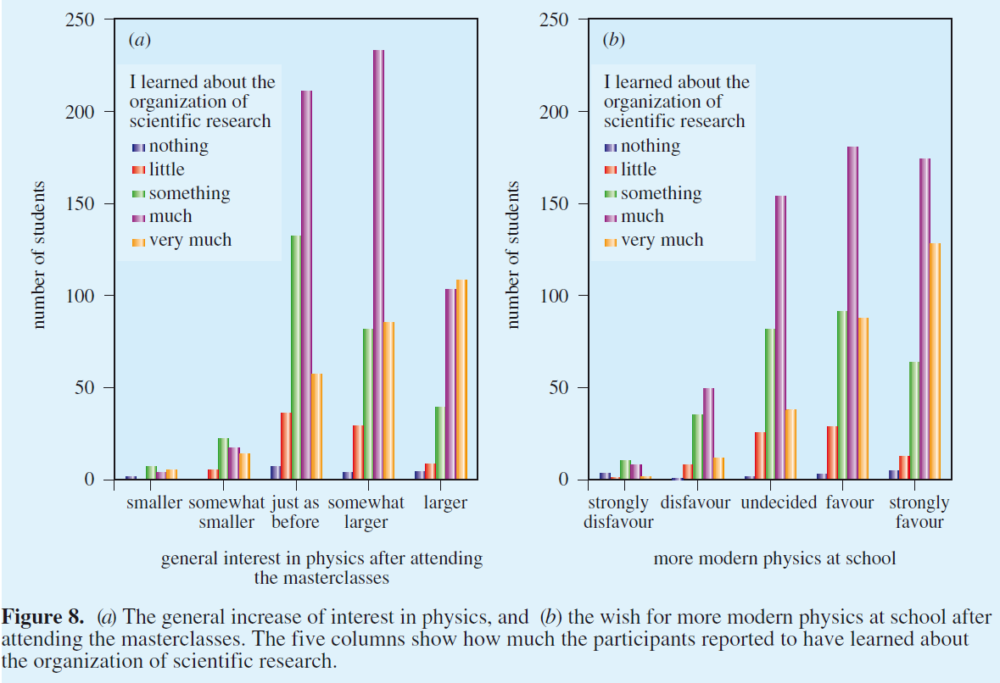 250
200
150
100
50
0
number of students
(a)
I learned about the
organization of
scientific research
nothing
little
something
much
very much
smaller somewhat just as somewhat larger
smaller before larger
general interest in physics after attending
the masterclasses
250
200
150
100
50
0
number of students
(b)
I learned about the
organization of
scientific research
nothing
little
something
much
very much
strongly disfavour undecided favour strongly
disfavour favour
more modern physics at school
Figure 8. (a) The general increase of interest in physics, and (b) the wish for more modern physics at school after
attending the masterclasses. The five columns show how much the participants reported to have learned about
the organization of scientific research.